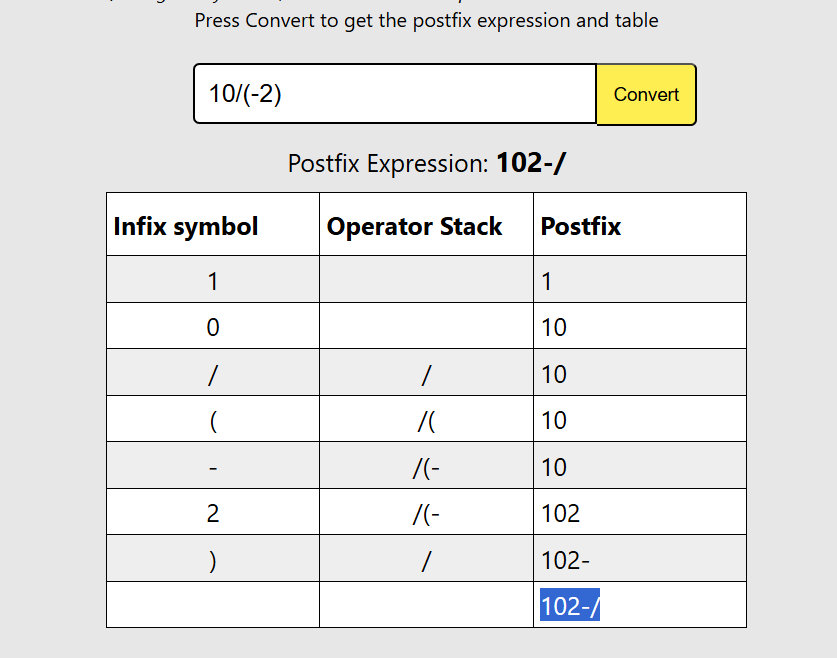 Press Convert to get the postfix expression and table
10/(-2) Convert
Postfix Expression: 102-/
Infix symbol Operator Stack Postfix
1 1
0 10
/ / 10
( /( 10
- /(- 10
2 /(- 102
) / 102-
102-/